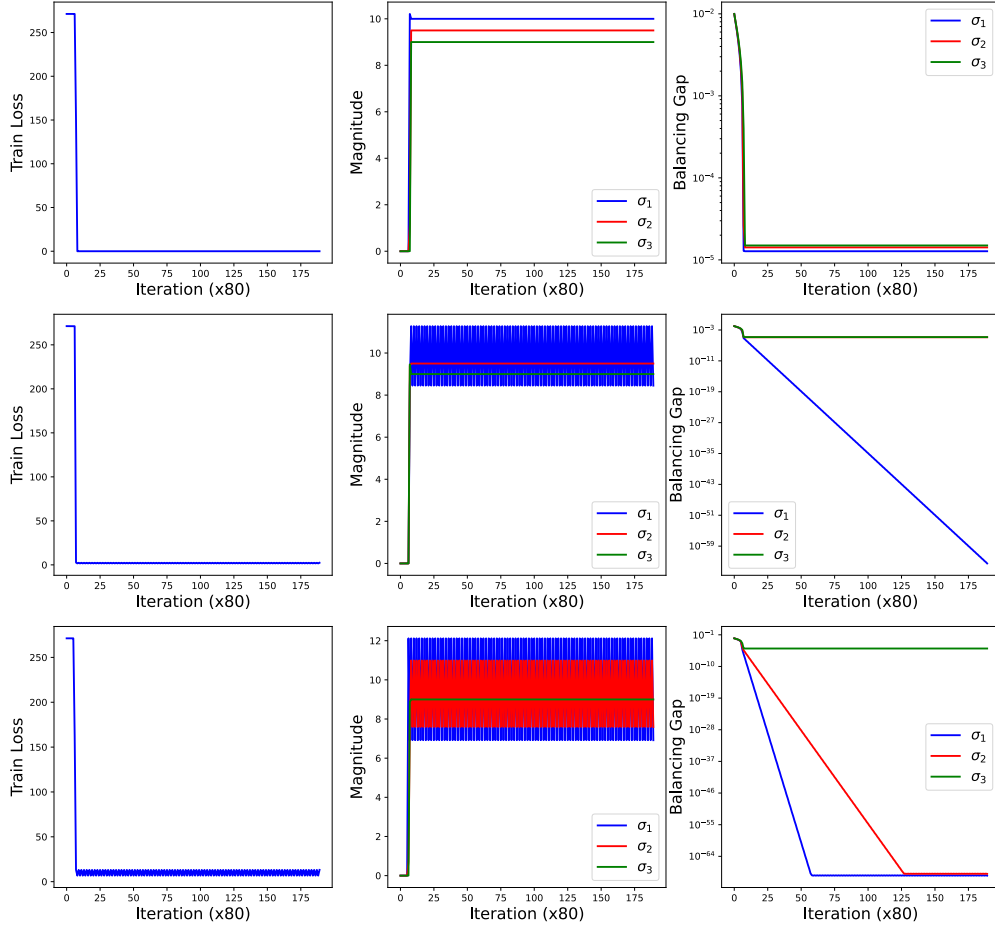 Train Loss
250
200
150
100
50
0
0 25 50 75 100 125 150 175
Iteration (x80)
Magnitude
10
8
6
4
2
0
0 25 50 75 100 125 150 175
Iteration (x80)
σ₁
σ₂
σ₃
Balancing Gap
10⁻²
10⁻³
10⁻⁴
10⁻⁵
0 25 50 75 100 125 150 175
Iteration (x80)
σ₁
σ₂
σ₃
Train Loss
250
200
150
100
50
0
0 25 50 75 100 125 150 175
Iteration (x80)
Magnitude
10
8
6
4
2
0
0 25 50 75 100 125 150 175
Iteration (x80)
σ₁
σ₂
σ₃
Balancing Gap
10⁻³
10⁻¹¹
10⁻¹⁹
10⁻²⁷
10⁻³⁵
10⁻⁴³
10⁻⁵¹
10⁻⁵⁹
0 25 50 75 100 125 150 175
Iteration (x80)
σ₁
σ₂
σ₃
Train Loss
250
200
150
100
50
0
0 25 50 75 100 125 150 175
Iteration (x80)
Magnitude
12
10
8
6
4
2
0
0 25 50 75 100 125 150 175
Iteration (x80)
σ₁
σ₂
σ₃
Balancing Gap
10⁻¹
10⁻¹⁰
10⁻¹⁹
10⁻²⁸
10⁻³⁷
10⁻⁴⁶
10⁻⁵⁵
10⁻⁶⁴
0 25 50 75 100 125 150 175
Iteration (x80)
σ₁
σ₂
σ₃